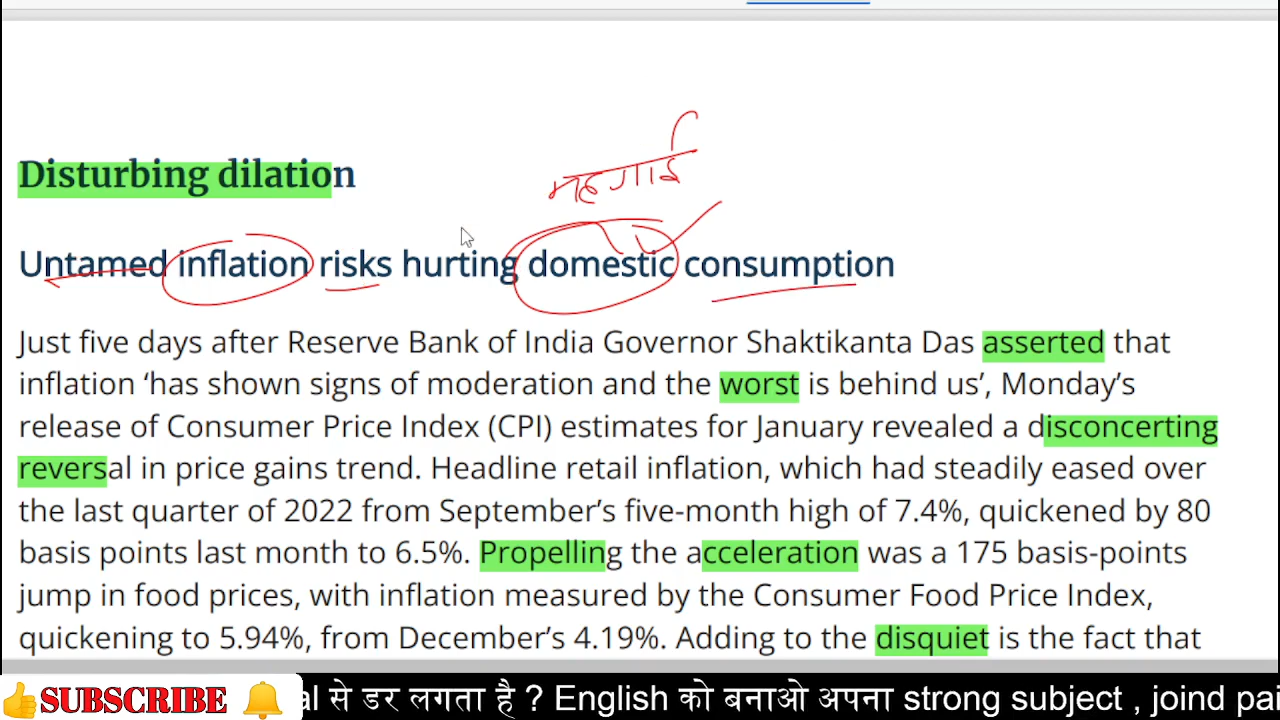 Disturbing dilation
महगाई
Untamed inflation risks hurting domestic consumption
Just five days after Reserve Bank of India Governor Shaktikanta Das asserted that
inflation ‘has shown signs of moderation and the worst is behind us’, Monday’s
release of Consumer Price Index (CPI) estimates for January revealed a disconcerting
reversal in price gains trend. Headline retail inflation, which had steadily eased over
the last quarter of 2022 from September’s five-month high of 7.4%, quickened by 80
basis points last month to 6.5%. Propelling the acceleration was a 175 basis-points
jump in food prices, with inflation measured by the Consumer Food Price Index,
quickening to 5.94%, from December’s 4.19%. Adding to the disquiet is the fact that
SUBSCRIBE al से डर लगता है ? English को बनाओ अपना strong subject , joind pai